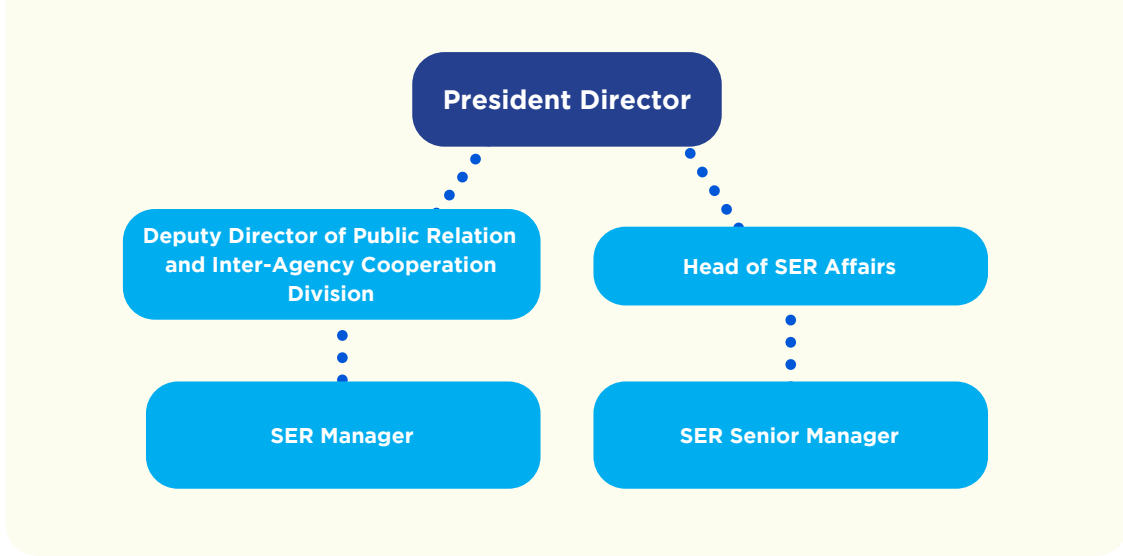 President Director
Deputy Director of Public Relation
and Inter-Agency Cooperation
Division
Head of SER Affairs
SER Manager
SER Senior Manager